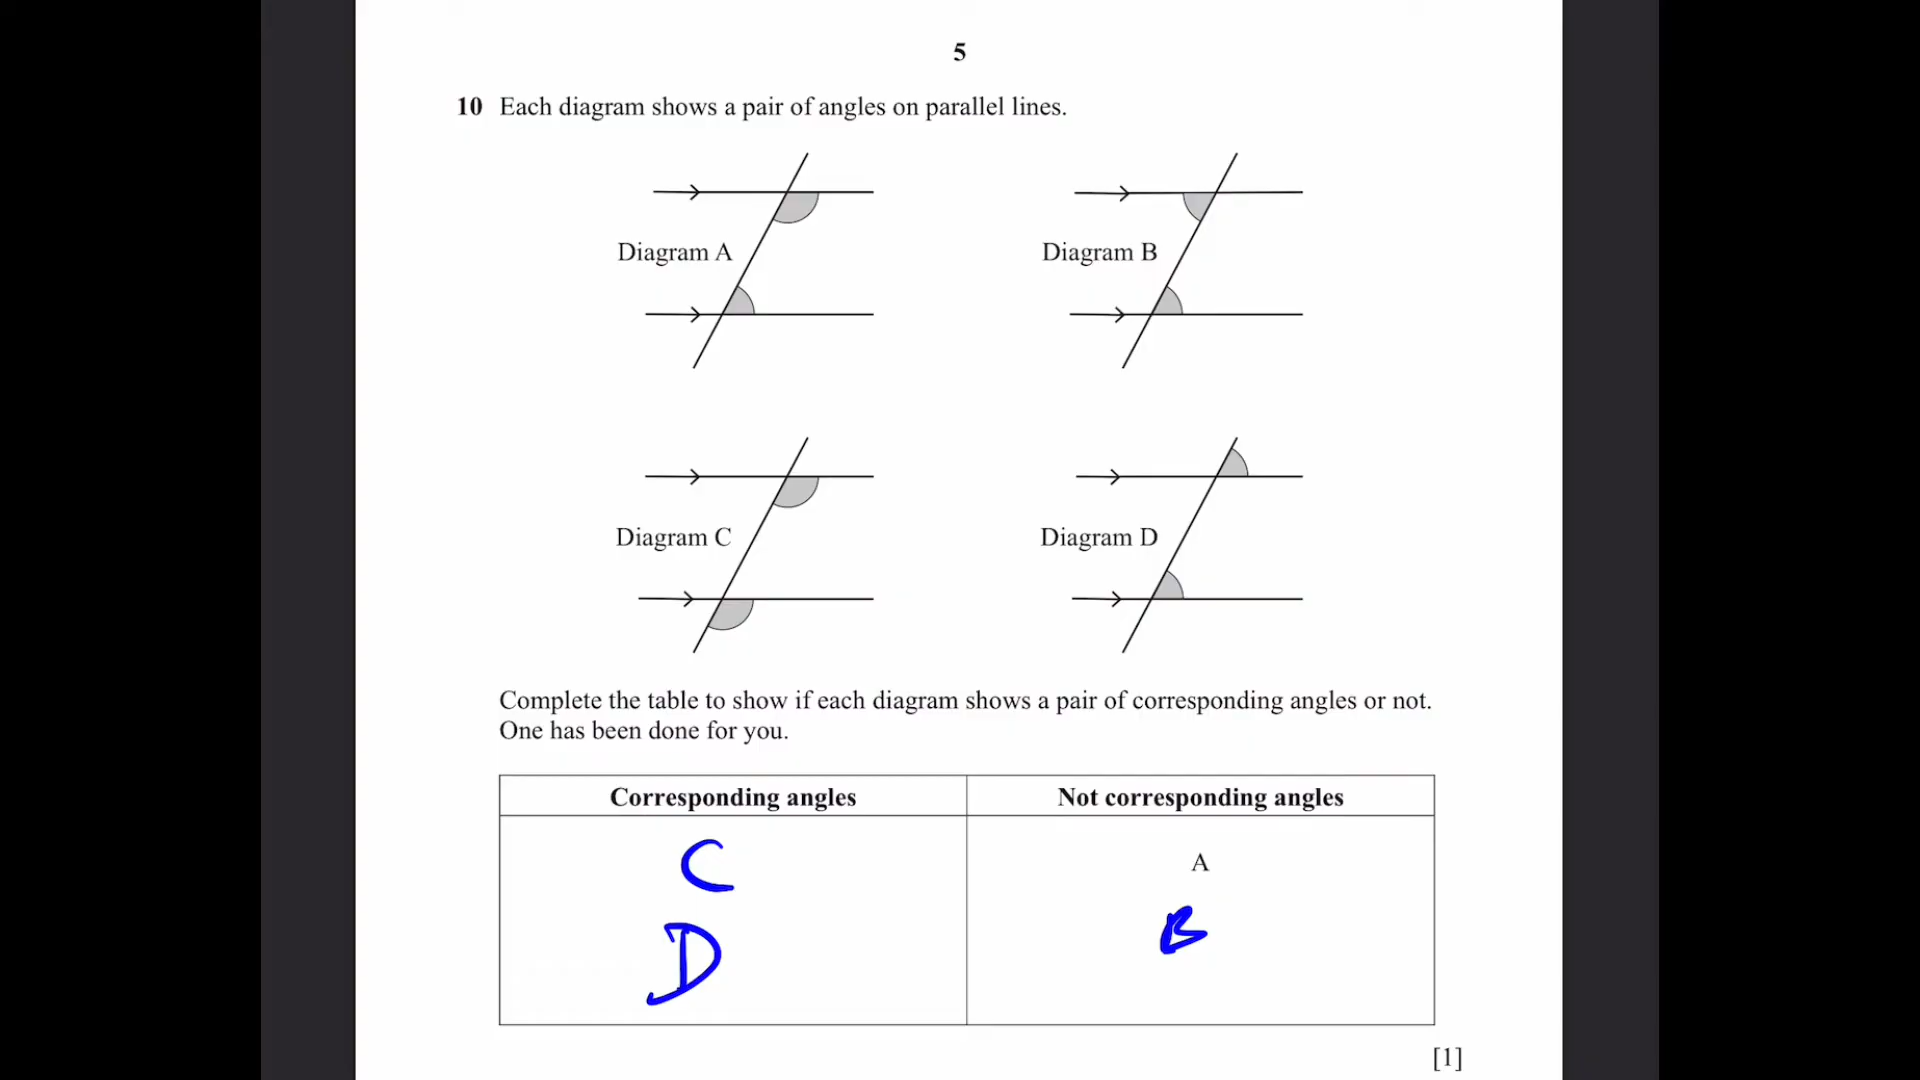 5
10 Each diagram shows a pair of angles on parallel lines.
Diagram A
Diagram B
Diagram C
Diagram D
Complete the table to show if each diagram shows a pair of corresponding angles or not.
One has been done for you.
Corresponding angles
Not corresponding angles
C
A
D
B
[1]